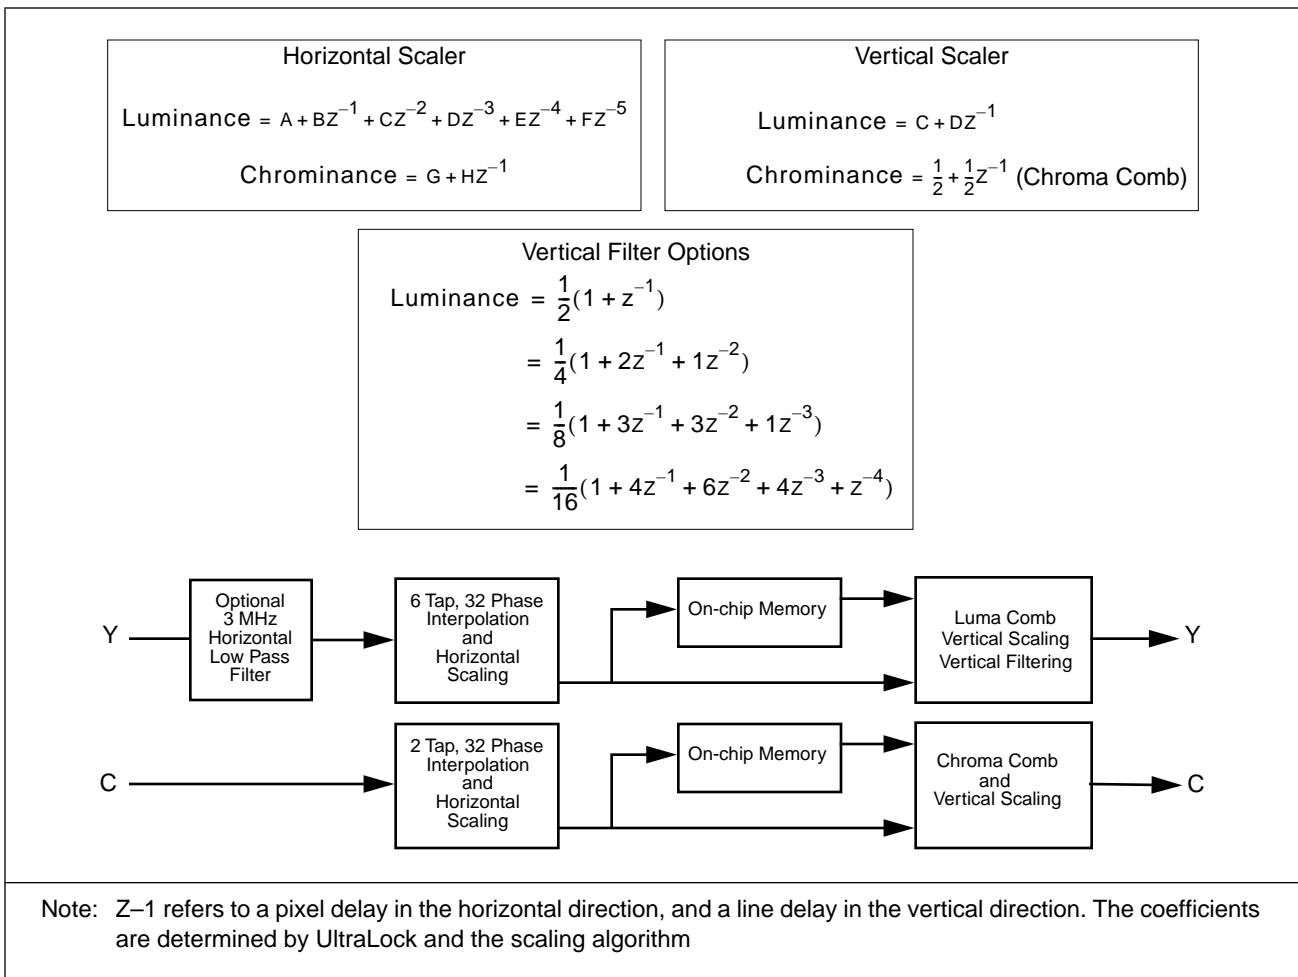 Horizontal Scaler
Luminance = A + BZ⁻¹ + CZ⁻² + DZ⁻³ + EZ⁻⁴ + FZ⁻⁵
Chrominance = G + HZ⁻¹
Vertical Scaler
Luminance = C + DZ⁻¹
Chrominance = 1/2 + 1/2Z⁻¹ (Chroma Comb)
Vertical Filter Options
Luminance = 1/2(1 + z⁻¹)
= 1/4(1 + 2Z⁻¹ + 1Z⁻²)
= 1/8(1 + 3Z⁻¹ + 3Z⁻² + 1Z⁻³)
= 1/16(1 + 4Z⁻¹ + 6Z⁻² + 4Z⁻³ + Z⁻⁴)
Y
Optional
3 MHz
Horizontal
Low Pass
Filter
6 Tap, 32 Phase
Interpolation
and
Horizontal
Scaling
On-chip Memory
Luma Comb
Vertical Scaling
Vertical Filtering
Y
C
2 Tap, 32 Phase
Interpolation
and
Horizontal
Scaling
On-chip Memory
Chroma Comb
and
Vertical Scaling
C
Note: Z–1 refers to a pixel delay in the horizontal direction, and a line delay in the vertical direction. The coefficients
are determined by UltraLock and the scaling algorithm